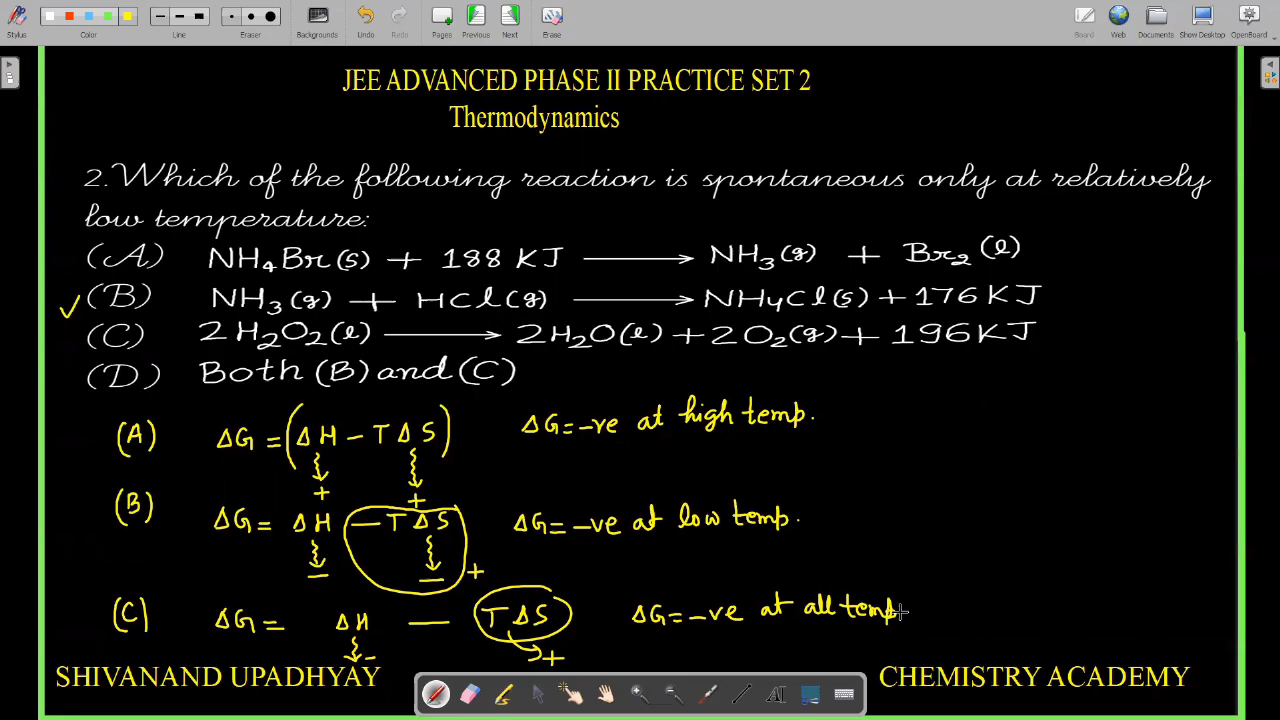 Stylus
Color
Line
Eraser
Backgrounds
Undo
Redo
Pages
Previous
Next
Erase
Board
Web
Documents
Show Desktop
OpenBoard
JEE ADVANCED PHASE II PRACTICE SET 2
Thermodynamics
2.Which of the following reaction is spontaneous only at relatively
low temperature:
(A) NH₄Br(s) + 188 KJ ⟶ NH₃(g) + Br₂(l)
✓ (B) NH₃(g) + HCl(g) ⟶ NH4Cl(s) + 176 KJ
(C) 2H₂O₂(l) ⟶ 2H₂O(l) + 2O₂(g) + 196KJ
(D) Both (B) and (C)
(A) ΔG = (ΔH – TΔS) ΔG = –ve at high temp.
+ +
(B) ΔG = ΔH – TΔS ΔG = –ve at low temp.
– – +
(C) ΔG = ΔH – TΔS ΔG = –ve at all temp
– +
SHIVANAND UPADHYAY
CHEMISTRY ACADEMY